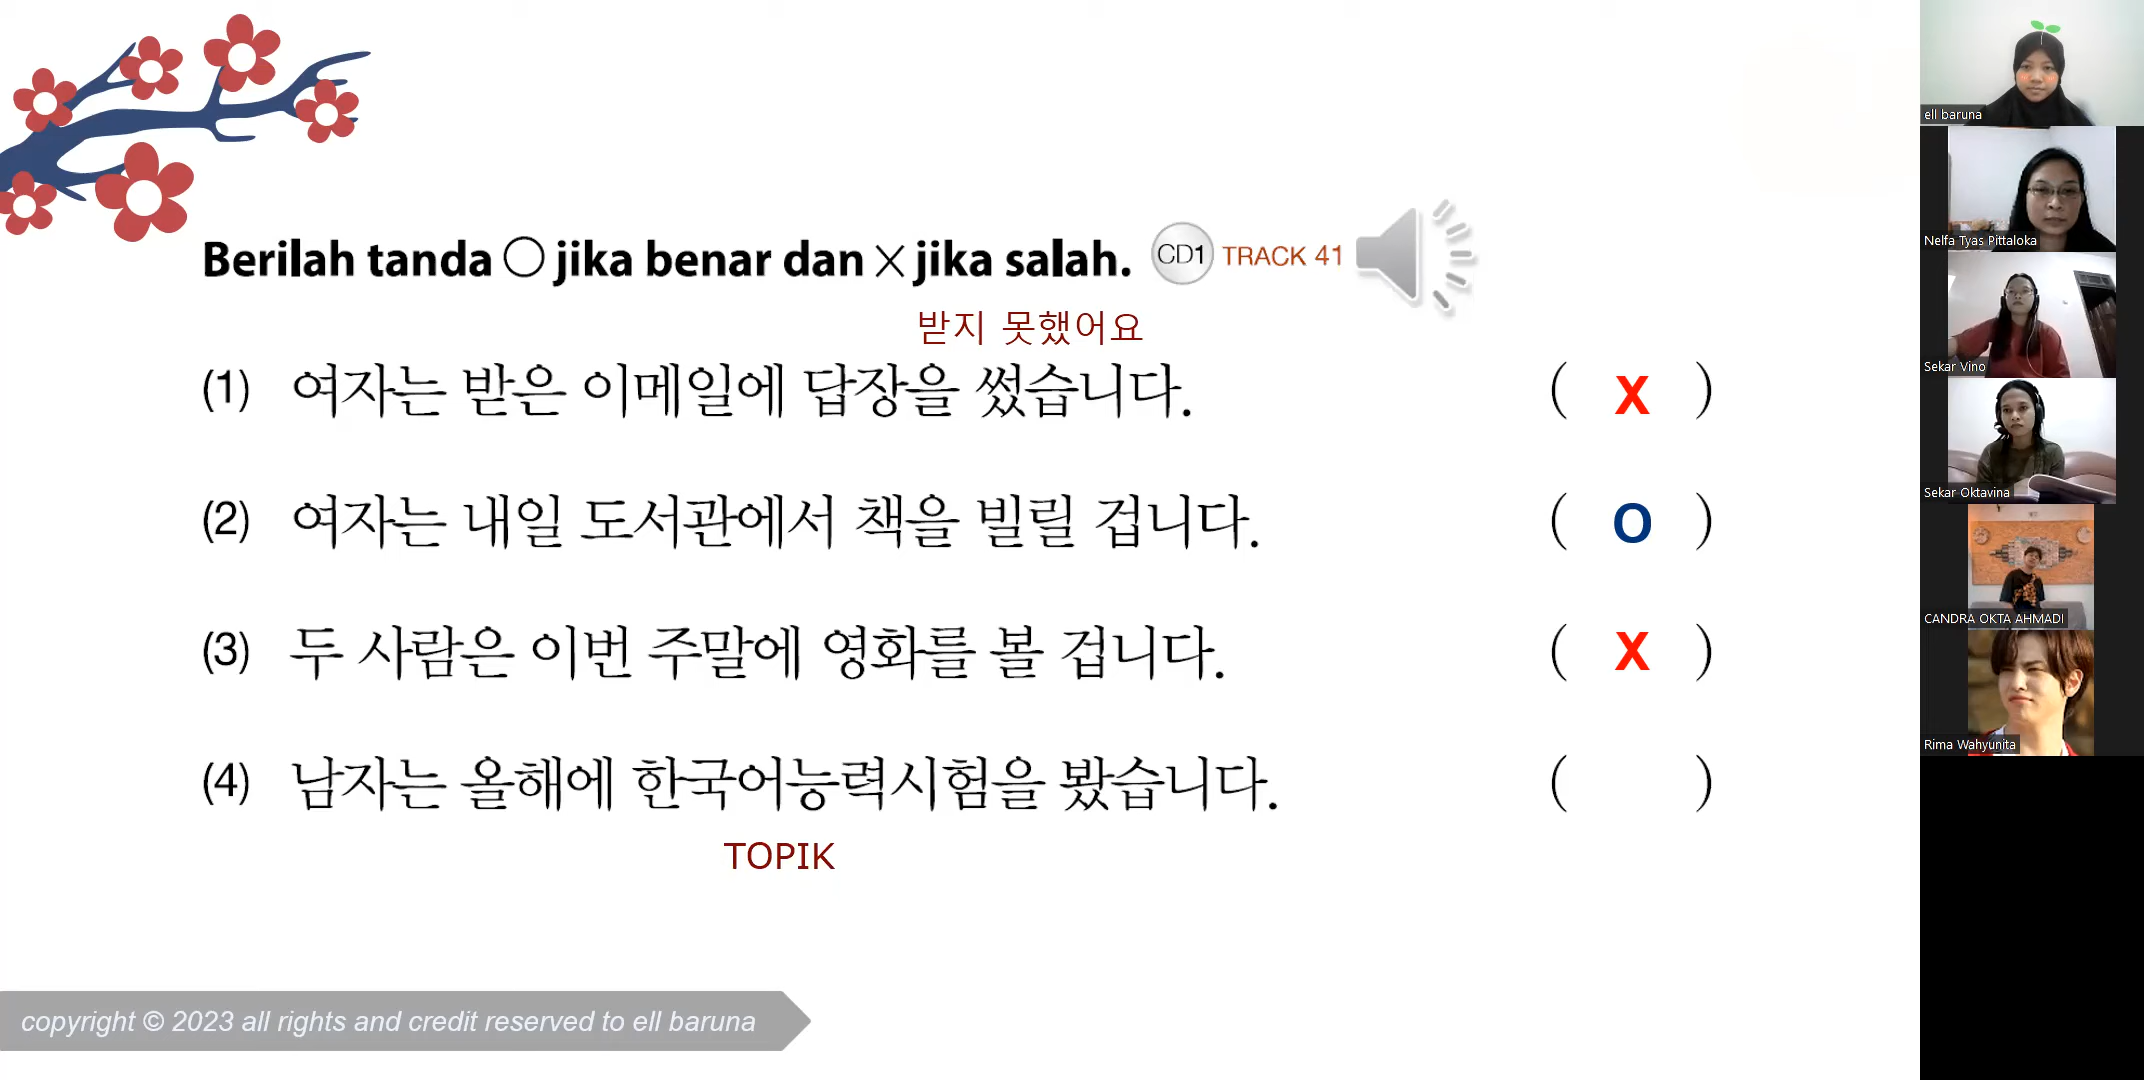 Berilah tanda ○ jika benar dan × jika salah. CD1 TRACK 41
받지 못했어요
(1) 여자는 받은 이메일에 답장을 썼습니다. ( X )
(2) 여자는 내일 도서관에서 책을 빌릴 겁니다. ( O )
(3) 두 사람은 이번 주말에 영화를 볼 겁니다. ( X )
(4) 남자는 올해에 한국어능력시험을 봤습니다. ( )
TOPIK
copyright © 2023 all rights and credit reserved to ell baruna
ell baruna
Nelfa Tyas Pittaloka
Sekar Vino
Sekar Oktavina
CANDRA OKTA AHMADI
Rima Wahyunita